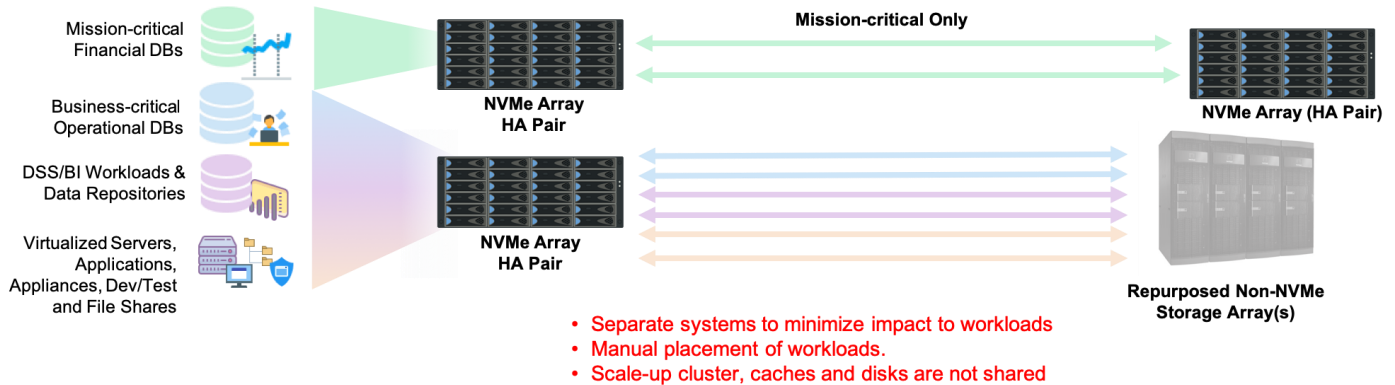 Mission-critical
Financial DBs
Mission-critical Only
NVMe Array
HA Pair
NVMe Array (HA Pair)
Business-critical
Operational DBs
DSS/BI Workloads &
Data Repositories
NVMe Array
HA Pair
Virtualized Servers,
Applications,
Appliances, Dev/Test
and File Shares
Repurposed Non-NVMe
Storage Array(s)
• Separate systems to minimize impact to workloads
• Manual placement of workloads.
• Scale-up cluster, caches and disks are not shared